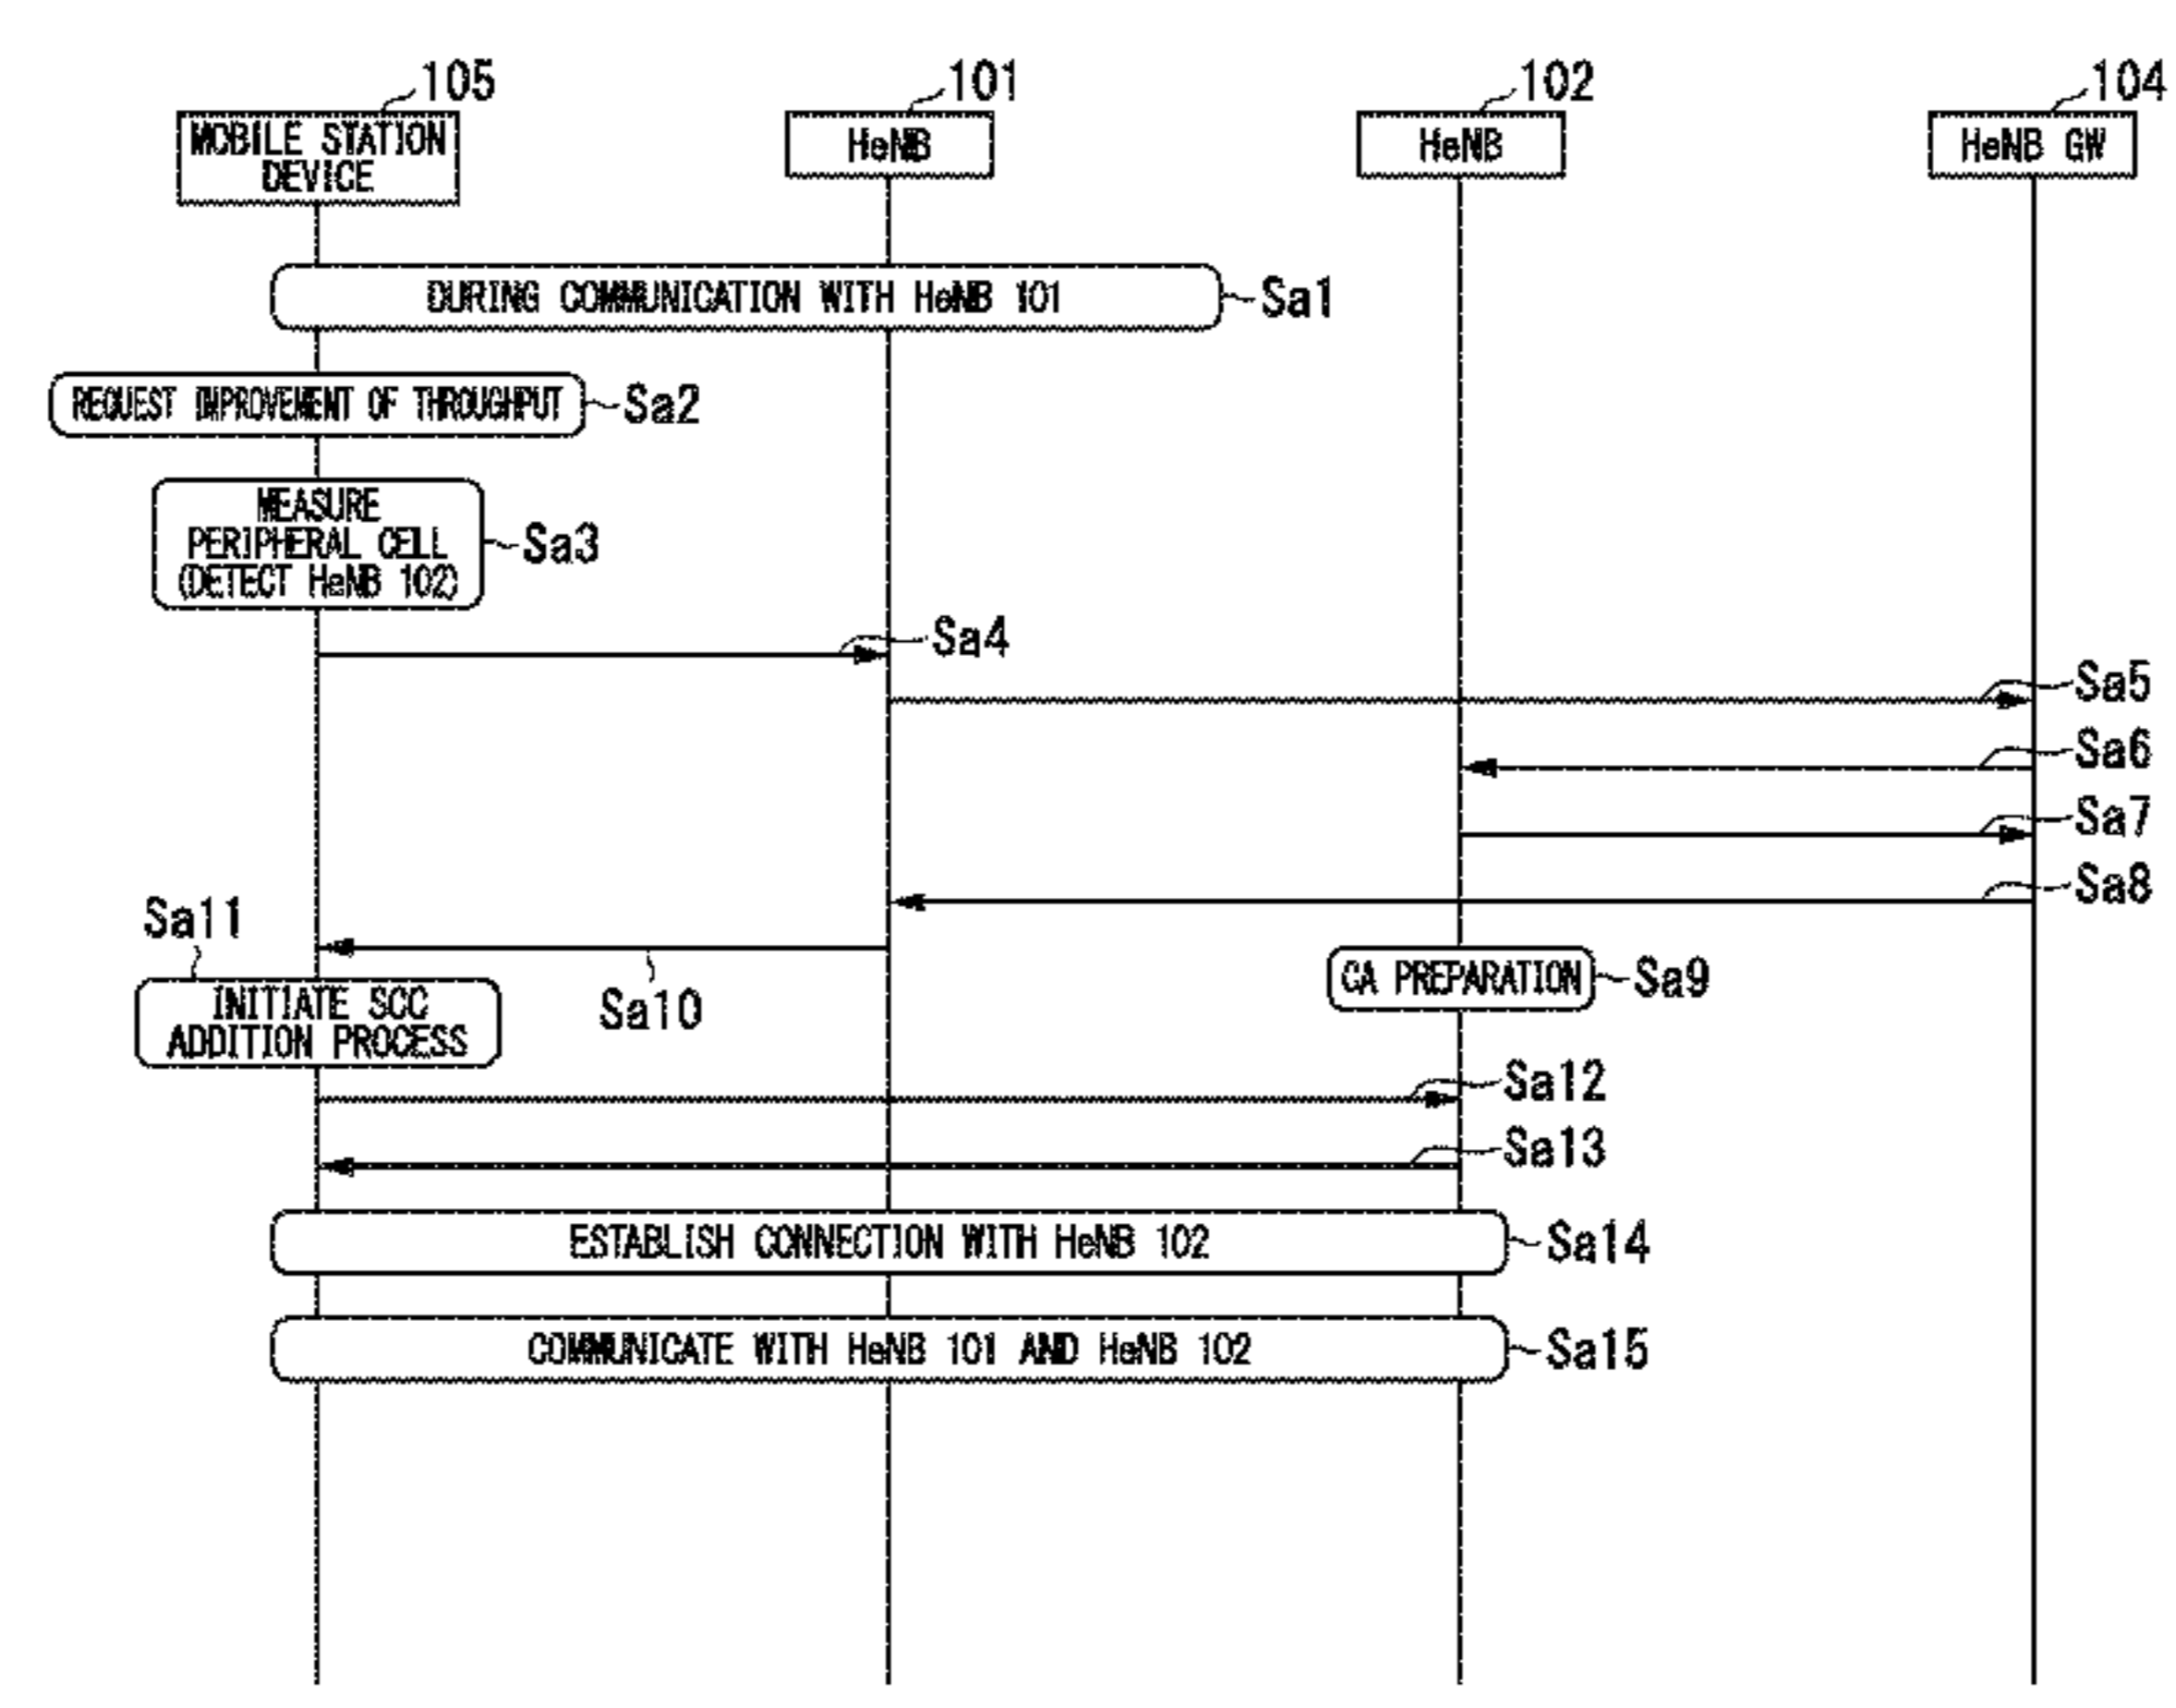 105
101
102
104
MOBILE STATION
DEVICE
HeNB
HeNB
HeNB GW
DURING COMMUNICATION WITH HeNB 101
Sa1
REQUEST IMPROVEMENT OF THROUGHPUT
Sa2
MEASURE
PERIPHERAL CELL
(DETECT HeNB 102)
Sa3
Sa4
Sa5
Sa6
Sa7
Sa8
Sa11
Sa10
CA PREPARATION
Sa9
INITIATE SCC
ADDITION PROCESS
Sa12
Sa13
ESTABLISH CONNECTION WITH HeNB 102
Sa14
COMMUNICATE WITH HeNB 101 AND HeNB 102
Sa15